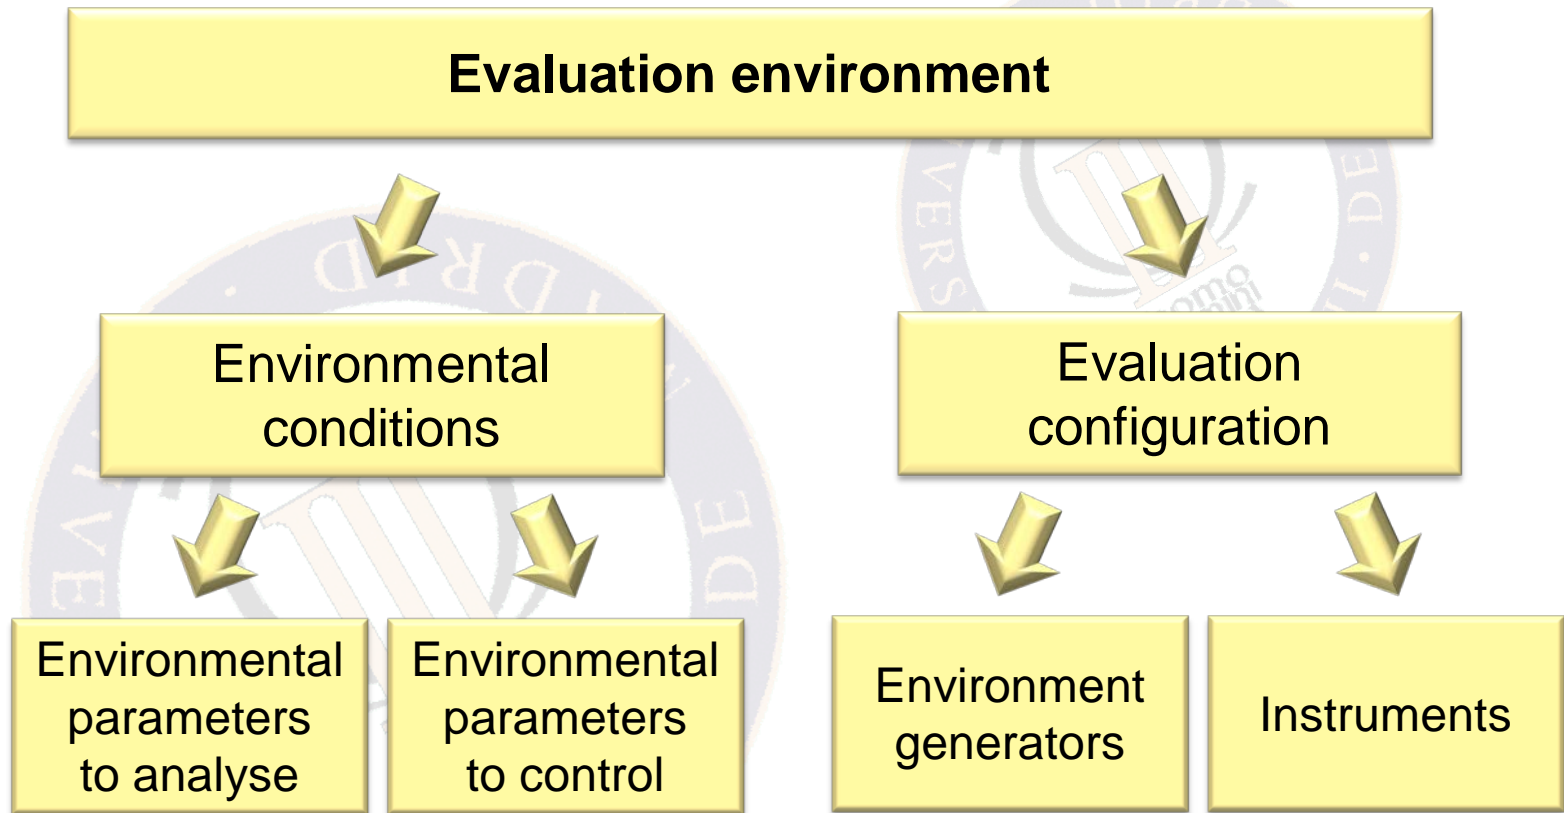 Evaluation environment
Environmental
conditions
Evaluation
configuration
Environmental
parameters
to analyse
Environmental
parameters
to control
Environment
generators
Instruments